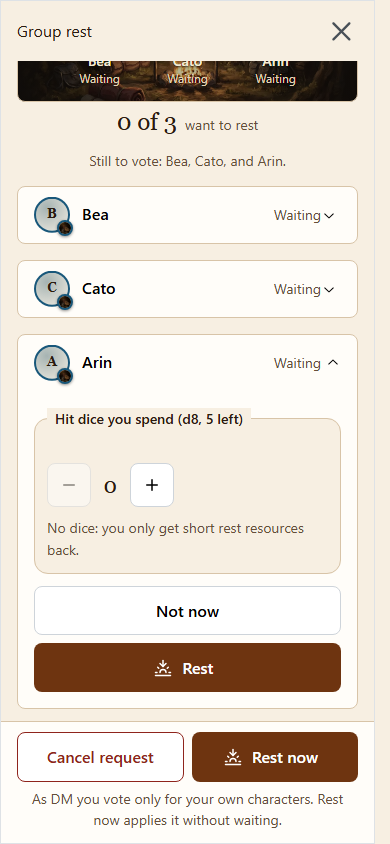 Group rest
Bea
Cato
Arin
Waiting
Waiting
Waiting
0 of 3 want to rest
Still to vote: Bea, Cato, and Arin.
B
Bea
Waiting
C
Cato
Waiting
A
Arin
Waiting
Hit dice you spend (d8, 5 left)
− 0 +
No dice: you only get short rest resources
back.
Not now
Rest
Cancel request
Rest now
As DM you vote only for your own characters. Rest
now applies it without waiting.